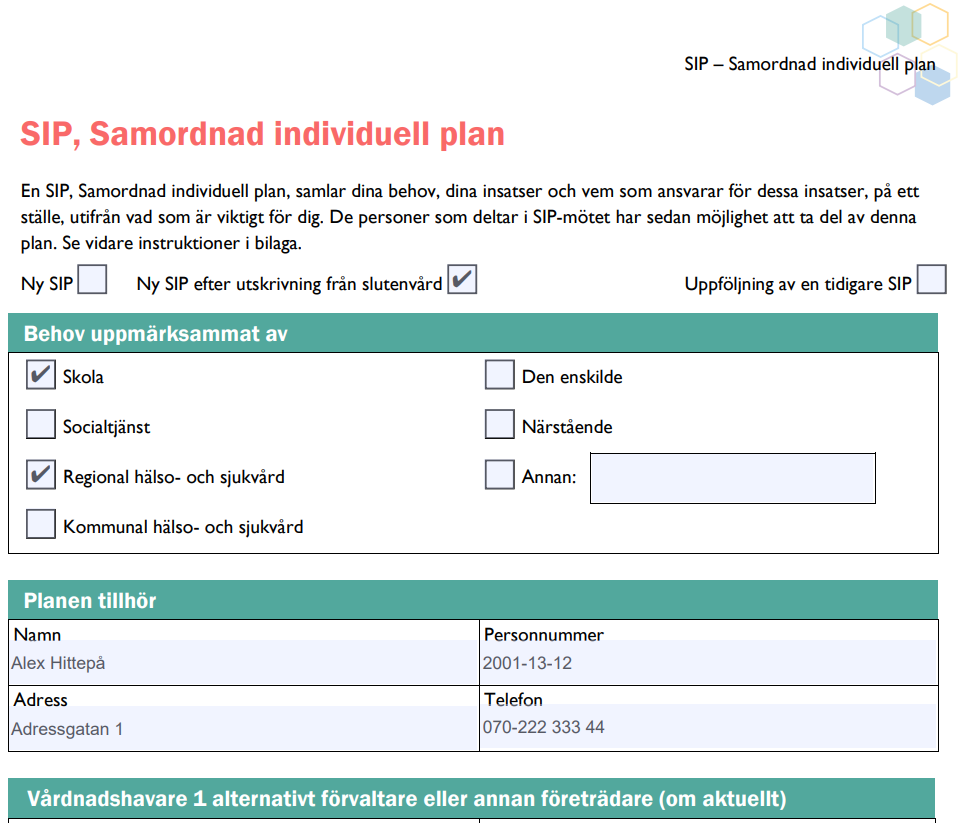 SIP – Samordnad individuell plan
SIP, Samordnad individuell plan
En SIP, Samordnad individuell plan, samlar dina behov, dina insatser och vem som ansvarar för dessa insatser, på ett
ställe, utifrån vad som är viktigt för dig. De personer som deltar i SIP-mötet har sedan möjlighet att ta del av denna
plan. Se vidare instruktioner i bilaga.
Ny SIP Ny SIP efter utskrivning från slutenvård Uppföljning av en tidigare SIP
Behov uppmärksammat av
Skola Den enskilde
Socialtjänst Närstående
Regional hälso- och sjukvård Annan:
Kommunal hälso- och sjukvård
Planen tillhör
Namn Personnummer
Alex Hittepå 2001-13-12
Adress Telefon
Adressgatan 1 070-222 333 44
Vårdnadshavare 1 alternativt förvaltare eller annan företrädare (om aktuellt)